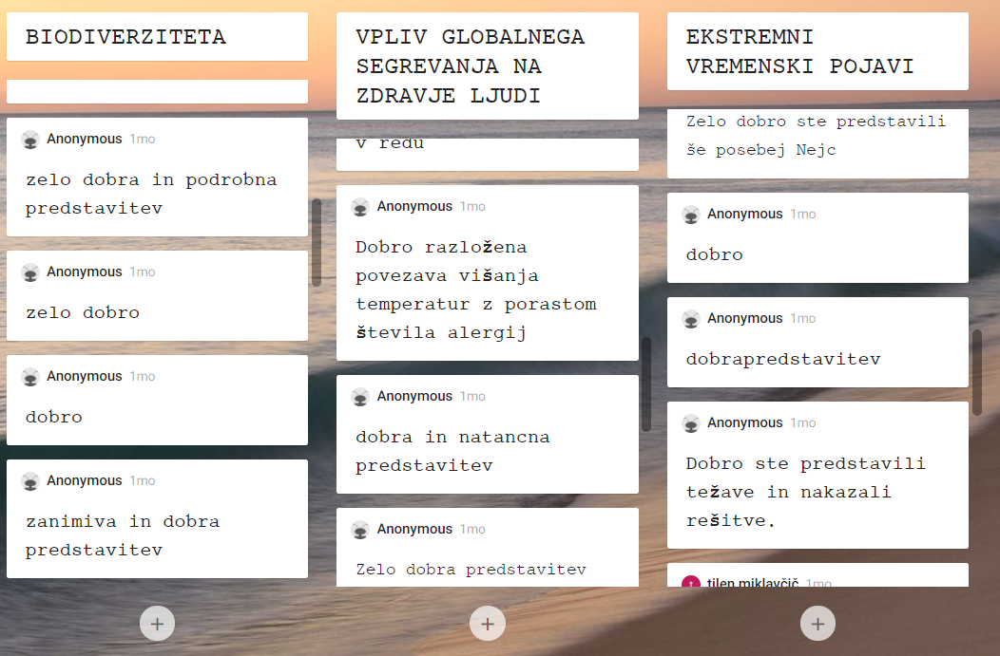 BIODIVERZITETA
Anonymous 1mo
zelo dobra in podrobna
predstavitev
Anonymous 1mo
zelo dobro
Anonymous 1mo
dobro
Anonymous 1mo
zanimiva in dobra
predstavitev
VPLIV GLOBALNEGA
SEGREVANJA NA
ZDRAVJE LJUDI
v redu
Anonymous 1mo
Dobro razložena
povezava višanja
temperatur z porastom
števila alergij
Anonymous 1mo
dobra in natancna
predstavitev
Anonymous 1mo
Zelo dobra predstavitev
EKSTREMNI
VREMENSKI POJAVI
Zelo dobro ste predstavili
še posebej Nejc
Anonymous 1mo
dobro
Anonymous 1mo
dobrapredstavitev
Anonymous 1mo
Dobro ste predstavili
težave in nakazali
rešitve.
tilen miklavčič 1mo